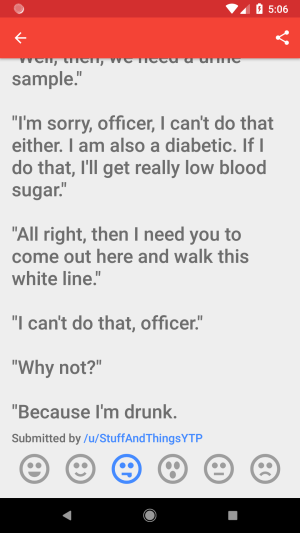 5:06
"Well, then, we need a urine
sample."
"I'm sorry, officer, I can't do that
either. I am also a diabetic. If I
do that, I'll get really low blood
sugar."
"All right, then I need you to
come out here and walk this
white line."
"I can't do that, officer."
"Why not?"
"Because I'm drunk.
Submitted by /u/StuffAndThingsYTP